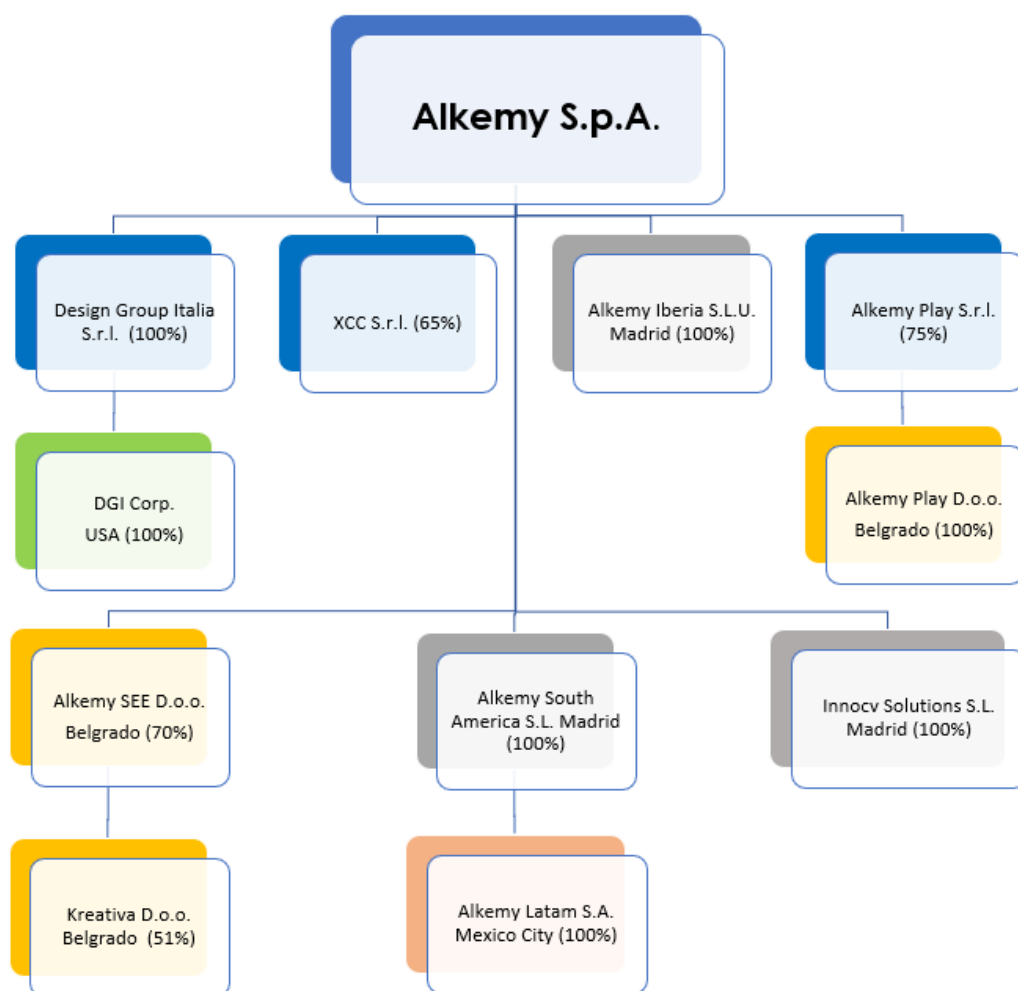 Alkemy S.p.A.
Design Group Italia
S.r.l. (100%)
XCC S.r.l. (65%)
Alkemy Iberia S.L.U.
Madrid (100%)
Alkemy Play S.r.l.
(75%)
DGI Corp.
USA (100%)
Alkemy Play D.o.o.
Belgrado (100%)
Alkemy SEE D.o.o.
Belgrado (70%)
Alkemy South
America S.L. Madrid
(100%)
Innocv Solutions S.L.
Madrid (100%)
Kreativa D.o.o.
Belgrado (51%)
Alkemy Latam S.A.
Mexico City (100%)